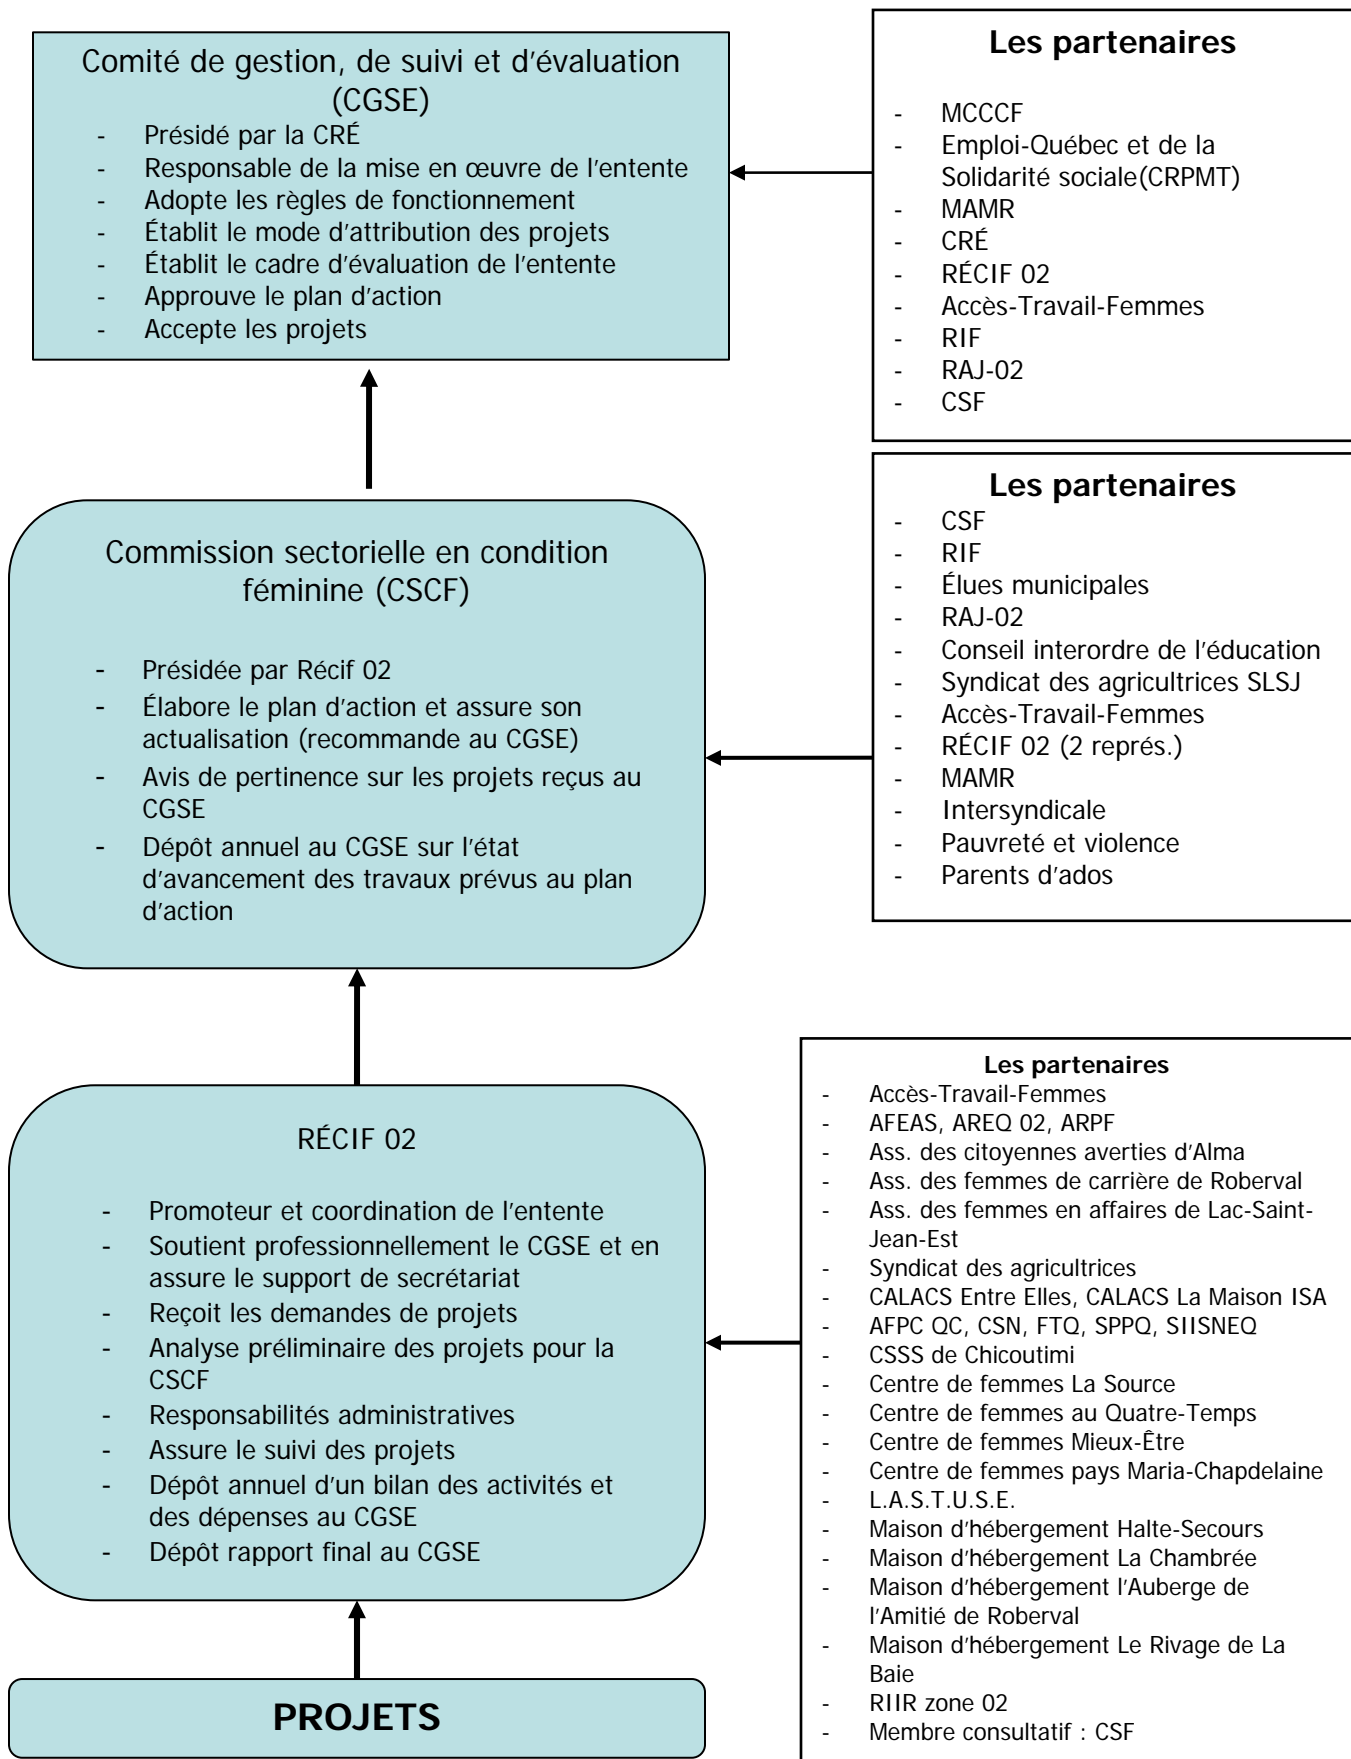 Comité de gestion, de suivi et d'évaluation
(CGSE)
- Présidé par la CRÉ
- Responsable de la mise en œuvre de l'entente
- Adopte les règles de fonctionnement
- Établit le mode d'attribution des projets
- Établit le cadre d'évaluation de l'entente
- Approuve le plan d'action
- Accepte les projets
Les partenaires
- MCCCF
- Emploi-Québec et de la
Solidarité sociale(CRPMT)
- MAMR
- CRÉ
- RÉCIF 02
- Accès-Travail-Femmes
- RIF
- RAJ-02
- CSF
Commission sectorielle en condition
féminine (CSCF)
- Présidée par Récif 02
- Élabore le plan d'action et assure son
actualisation (recommande au CGSE)
- Avis de pertinence sur les projets reçus au
CGSE
- Dépôt annuel au CGSE sur l'état
d'avancement des travaux prévus au plan
d'action
Les partenaires
- CSF
- RIF
- Élues municipales
- RAJ-02
- Conseil interordre de l'éducation
- Syndicat des agricultrices SLSJ
- Accès-Travail-Femmes
- RÉCIF 02 (2 représ.)
- MAMR
- Intersyndicale
- Pauvreté et violence
- Parents d'ados
RÉCIF 02
- Promoteur et coordination de l'entente
- Soutient professionnellement le CGSE et en
assure le support de secrétariat
- Reçoit les demandes de projets
- Analyse préliminaire des projets pour la
CSCF
- Responsabilités administratives
- Assure le suivi des projets
- Dépôt annuel d'un bilan des activités et
des dépenses au CGSE
- Dépôt rapport final au CGSE
Les partenaires
- Accès-Travail-Femmes
- AFEAS, AREQ 02, ARPF
- Ass. des citoyennes averties d'Alma
- Ass. des femmes de carrière de Roberval
- Ass. des femmes en affaires de Lac-Saint-
Jean-Est
- Syndicat des agricultrices
- CALACS Entre Elles, CALACS La Maison ISA
- AFPC QC, CSN, FTQ, SPPQ, SIISNEQ
- CSSS de Chicoutimi
- Centre de femmes La Source
- Centre de femmes au Quatre-Temps
- Centre de femmes Mieux-Être
- Centre de femmes pays Maria-Chapdelaine
- L.A.S.T.U.S.E.
- Maison d'hébergement Halte-Secours
- Maison d'hébergement La Chambrée
- Maison d'hébergement l'Auberge de
l'Amitié de Roberval
- Maison d'hébergement Le Rivage de La
Baie
- RIIR zone 02
- Membre consultatif : CSF
PROJETS